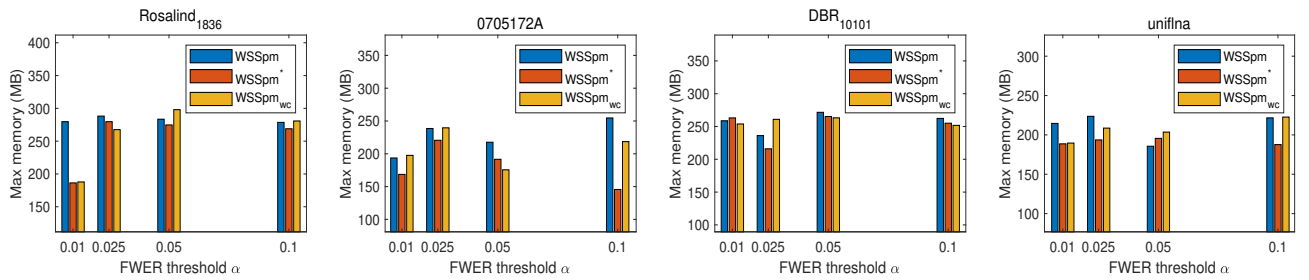 Rosalind1836
Max memory (MB)
400
350
300
250
200
150
0.01 0.025 0.05 0.1
FWER threshold α
WSSpm
WSSpm*
WSSpmwc
0705172A
Max memory (MB)
350
300
250
200
150
100
0.01 0.025 0.05 0.1
FWER threshold α
WSSpm
WSSpm*
WSSpmwc
DBR10101
Max memory (MB)
350
300
250
200
150
100
0.01 0.025 0.05 0.1
FWER threshold α
WSSpm
WSSpm*
WSSpmwc
uniflna
Max memory (MB)
350
300
250
200
150
100
0.01 0.025 0.05 0.1
FWER threshold α
WSSpm
WSSpm*
WSSpmwc